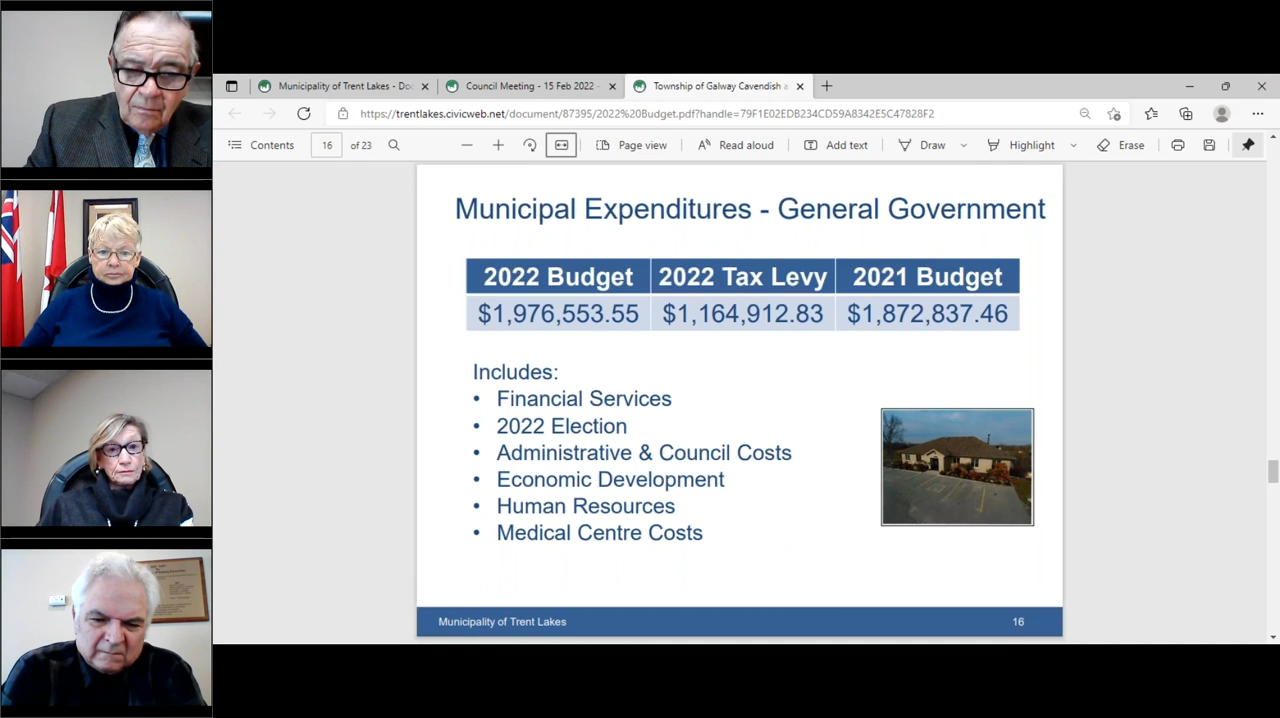 Municipality of Trent Lakes - Doc
Council Meeting - 15 Feb 2022 -
Township of Galway Cavendish a
https://trentlakes.civicweb.net/document/87395/2022%20Budget.pdf?handle=79F1E02EDB234CD59A8342E5C47828F2
Contents 16 of 23 Page view Read aloud Add text Draw Highlight Erase
Municipal Expenditures - General Government
2022 Budget 2022 Tax Levy 2021 Budget
$1,976,553.55 $1,164,912.83 $1,872,837.46
Includes:
• Financial Services
• 2022 Election
• Administrative & Council Costs
• Economic Development
• Human Resources
• Medical Centre Costs
Municipality of Trent Lakes 16